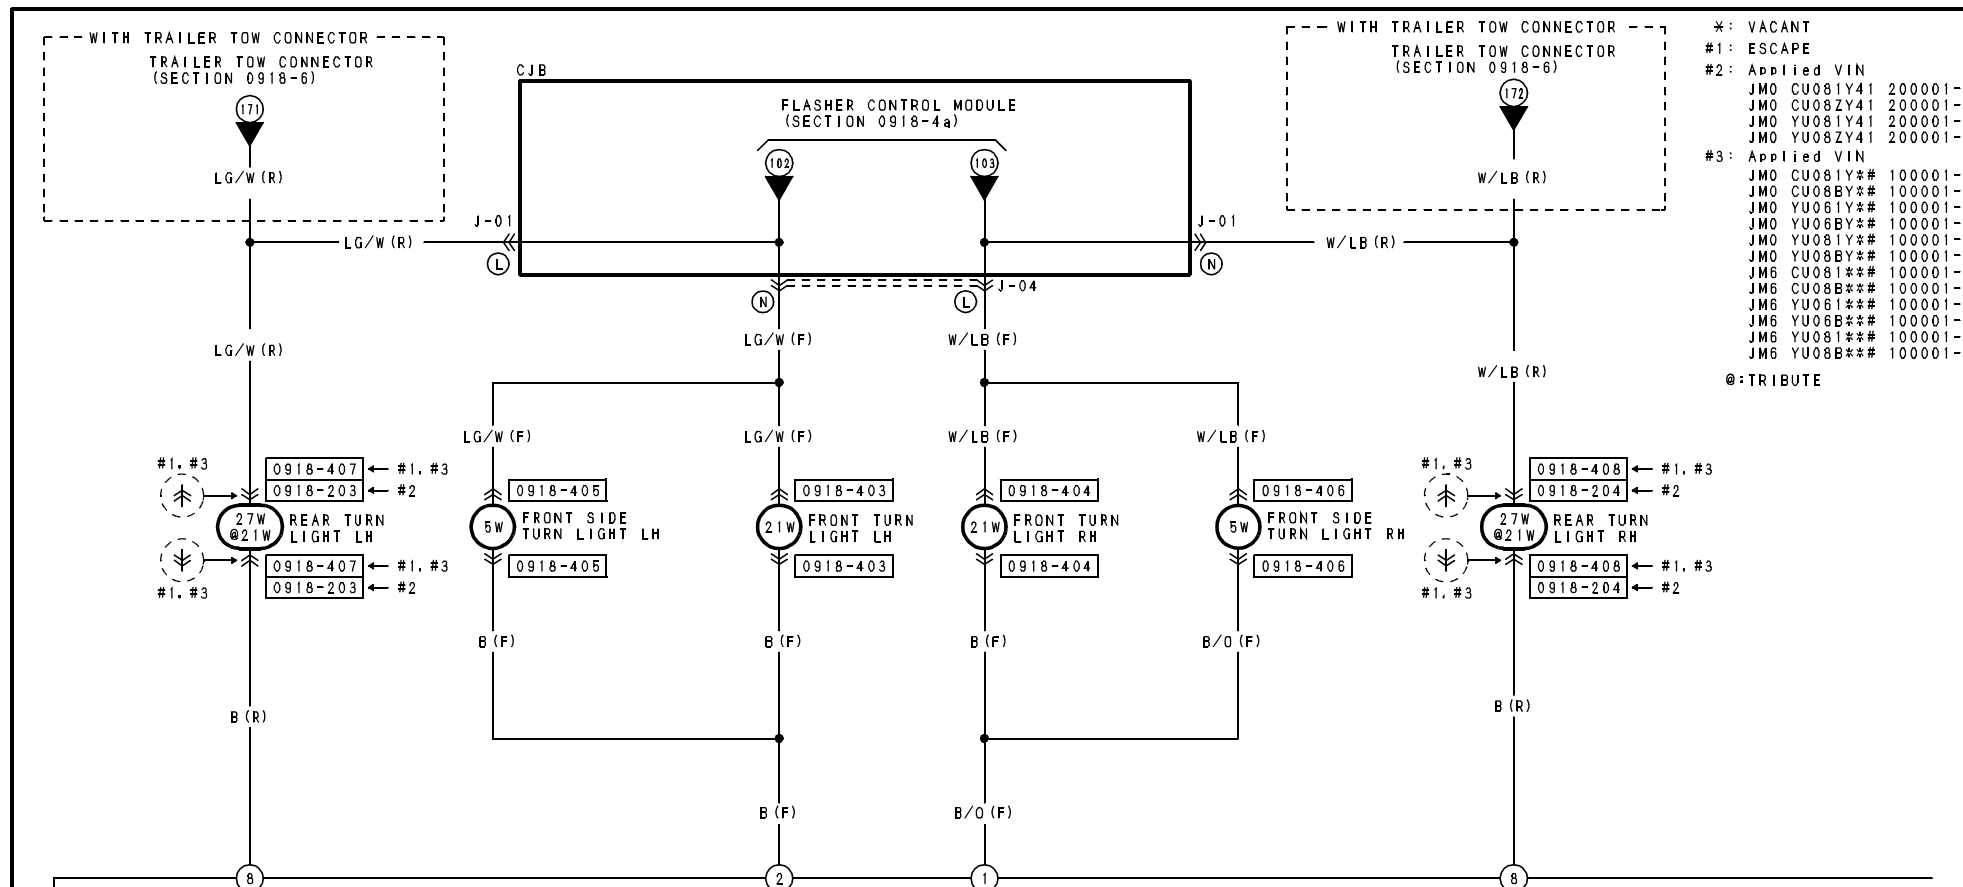 WITH TRAILER TOW CONNECTOR
TRAILER TOW CONNECTOR
(SECTION 0918-6)
171
LG/W (R)
CJB
FLASHER CONTROL MODULE
(SECTION 0918-4a)
102
103
WITH TRAILER TOW CONNECTOR
TRAILER TOW CONNECTOR
(SECTION 0918-6)
172
W/LB (R)
*: VACANT
#1: ESCAPE
#2: Applied VIN
JM0 CU081Y41 200001-
JM0 CU08ZY41 200001-
JM0 YU081Y41 200001-
JM0 YU08ZY41 200001-
#3: Applied VIN
JM0 CU081Y*# 100001-
JM0 CU08BY*# 100001-
JM0 YU061Y*# 100001-
JM0 YU06BY*# 100001-
JM0 YU081Y*# 100001-
JM0 YU08BY*# 100001-
JM6 CU081**# 100001-
JM6 CU08B**# 100001-
JM6 YU061**# 100001-
JM6 YU06B**# 100001-
JM6 YU081**# 100001-
JM6 YU08B**# 100001-
@:TRIBUTE
J-01
LG/W (R)
L
J-01
W/LB (R)
N
N
L
J-04
LG/W (R)
LG/W (F)
W/LB (F)
W/LB (R)
LG/W (F)
LG/W (F)
W/LB (F)
W/LB (F)
#1, #3
0918-407
#1, #3
0918-203
#2
27W
@21W
REAR TURN
LIGHT LH
0918-407
#1, #3
0918-203
#2
#1, #3
0918-405
5W
FRONT SIDE
TURN LIGHT LH
0918-405
0918-403
21W
FRONT TURN
LIGHT LH
0918-403
0918-404
21W
FRONT TURN
LIGHT RH
0918-404
0918-406
5W
FRONT SIDE
TURN LIGHT RH
0918-406
#1, #3
0918-408
#1, #3
0918-204
#2
27W
@21W
REAR TURN
LIGHT RH
0918-408
#1, #3
0918-204
#2
#1, #3
B (F)
B (F)
B (F)
B/O (F)
B (R)
B (R)
B (F)
B/O (F)
8
2
1
8